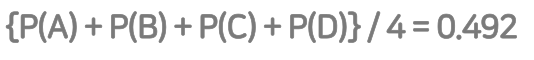 {P(A) + P(B) + P(C) + P(D)} / 4 = 0.492